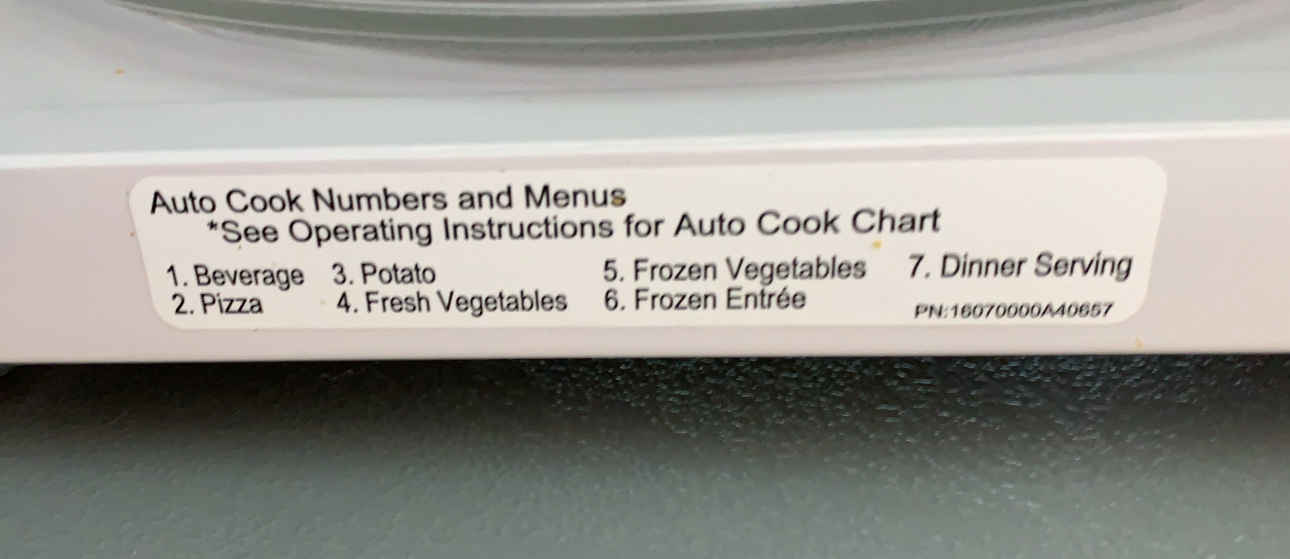 Auto Cook Numbers and Menus
*See Operating Instructions for Auto Cook Chart
1. Beverage 3. Potato 5. Frozen Vegetables 7. Dinner Serving
2. Pizza 4. Fresh Vegetables 6. Frozen Entrée
PN:16070000A40657